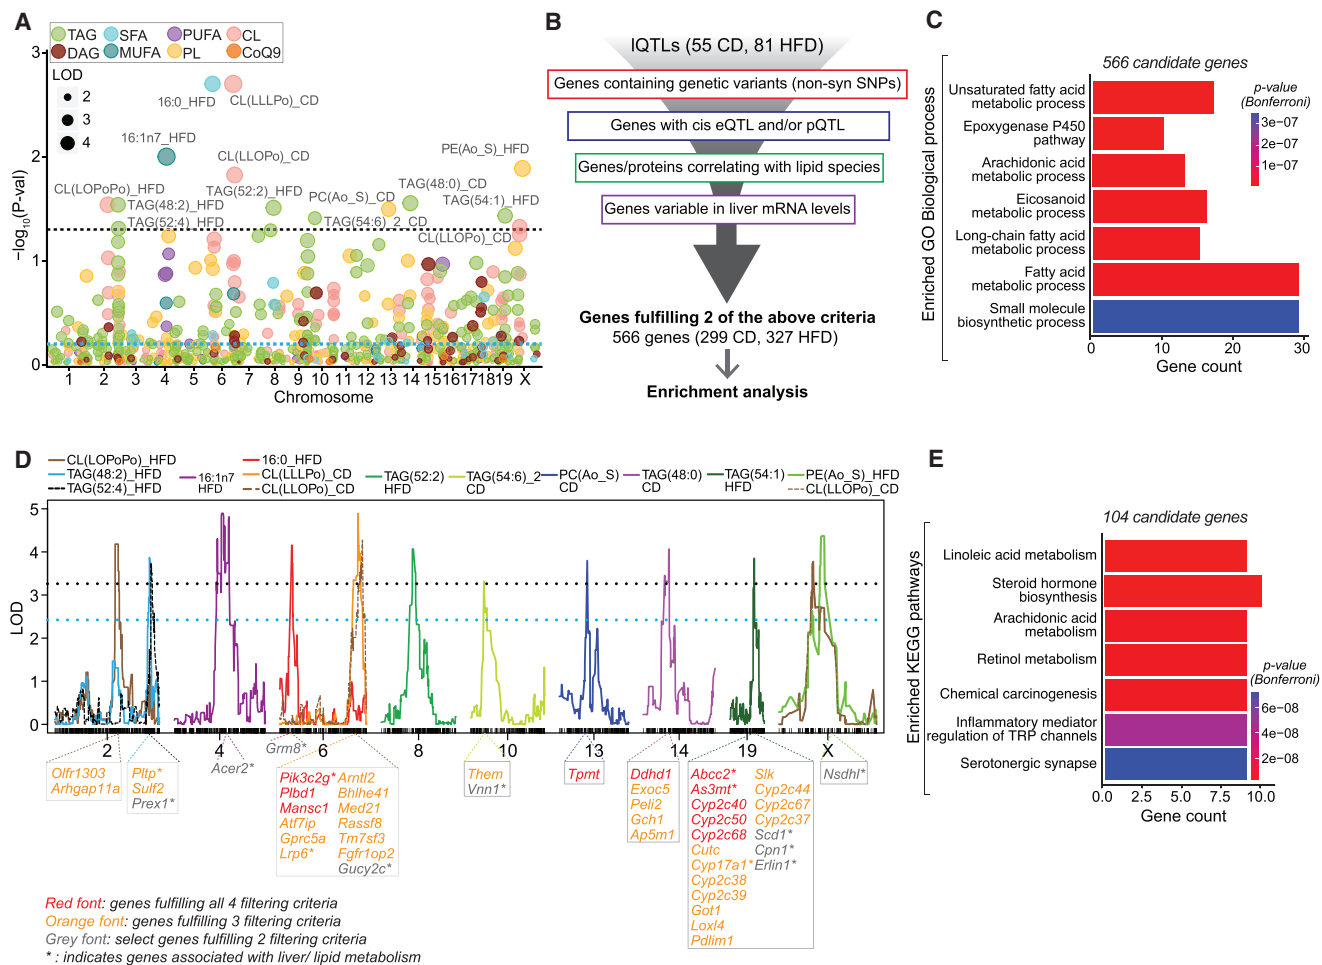 A
TAG SFA PUFA CL
DAG MUFA PL CoQ9
LOD
2
3
4
3
2
1
0
−log10(P-val)
16:0_HFD
CL(LLLPo)_CD
16:1n7_HFD
CL(LLOPo)_CD
PE(Ao_S)_HFD
CL(LOPoPo)_HFD
TAG(52:2)_HFD
PC(Ao_S)_CD
TAG(48:0)_CD
TAG(48:2)_HFD
TAG(54:1)_HFD
TAG(52:4)_HFD
TAG(54:6)_2_CD
CL(LLOPo)_CD
1 2 3 4 5 6 7 8 9 10 11 12 13 14 15 16 17 18 19 X
Chromosome
B
lQTLs (55 CD, 81 HFD)
Genes containing genetic variants (non-syn SNPs)
Genes with cis eQTL and/or pQTL
Genes/proteins correlating with lipid species
Genes variable in liver mRNA levels
Genes fulfilling 2 of the above criteria
566 genes (299 CD, 327 HFD)
Enrichment analysis
C
566 candidate genes
Enriched GO Biological process
Unsaturated fatty acid
metabolic process
Epoxygenase P450
pathway
Arachidonic acid
metabolic process
Eicosanoid
metabolic process
Long-chain fatty acid
metabolic process
Fatty acid
metabolic process
Small molecule
biosynthetic process
0 10 20 30
Gene count
p-value
(Bonferroni)
3e−07
2e−07
1e−07
D
CL(LOPoPo)_HFD
TAG(48:2)_HFD
TAG(52:4)_HFD
16:1n7
HFD
16:0_HFD
CL(LLLPo)_CD
CL(LLOPo)_CD
TAG(52:2)
HFD
TAG(54:6)_2
CD
PC(Ao_S)
CD
TAG(48:0)
CD
TAG(54:1)
HFD
PE(Ao_S)_HFD
CL(LLOPo)_CD
5
4
3
2
1
0
LOD
2 4 6 8 10 13 14 19 X
Olfr1303
Arhgap11a
Pltp*
Sulf2
Prex1*
Acer2*
Grm8*
Pik3c2g*
Plbd1
Mansc1
Atf7ip
Gprc5a
Lrp6*
Arntl2
Bhlhe41
Med21
Rassf8
Tm7sf3
Fgfr1op2
Gucy2c*
Them
Vnn1*
Tpmt
Ddhd1
Exoc5
Peli2
Gch1
Ap5m1
Abcc2*
As3mt*
Cyp2c40
Cyp2c50
Cyp2c68
Cutc
Cyp17a1*
Cyp2c38
Cyp2c39
Got1
Loxl4
Pdlim1
Slk
Cyp2c44
Cyp2c67
Cyp2c37
Scd1*
Cpn1*
Erlin1*
Nsdhl*
Red font: genes fulfilling all 4 filtering criteria
Orange font: genes fulfilling 3 filtering criteria
Grey font: select genes fulfilling 2 filtering criteria
* : indicates genes associated with liver/ lipid metabolism
E
104 candidate genes
Enriched KEGG pathways
Linoleic acid metabolism
Steroid hormone
biosynthesis
Arachidonic acid
metabolism
Retinol metabolism
Chemical carcinogenesis
Inflammatory mediator
regulation of TRP channels
Serotonergic synapse
0.0 2.5 5.0 7.5 10.0
Gene count
p-value
(Bonferroni)
6e−08
4e−08
2e−08